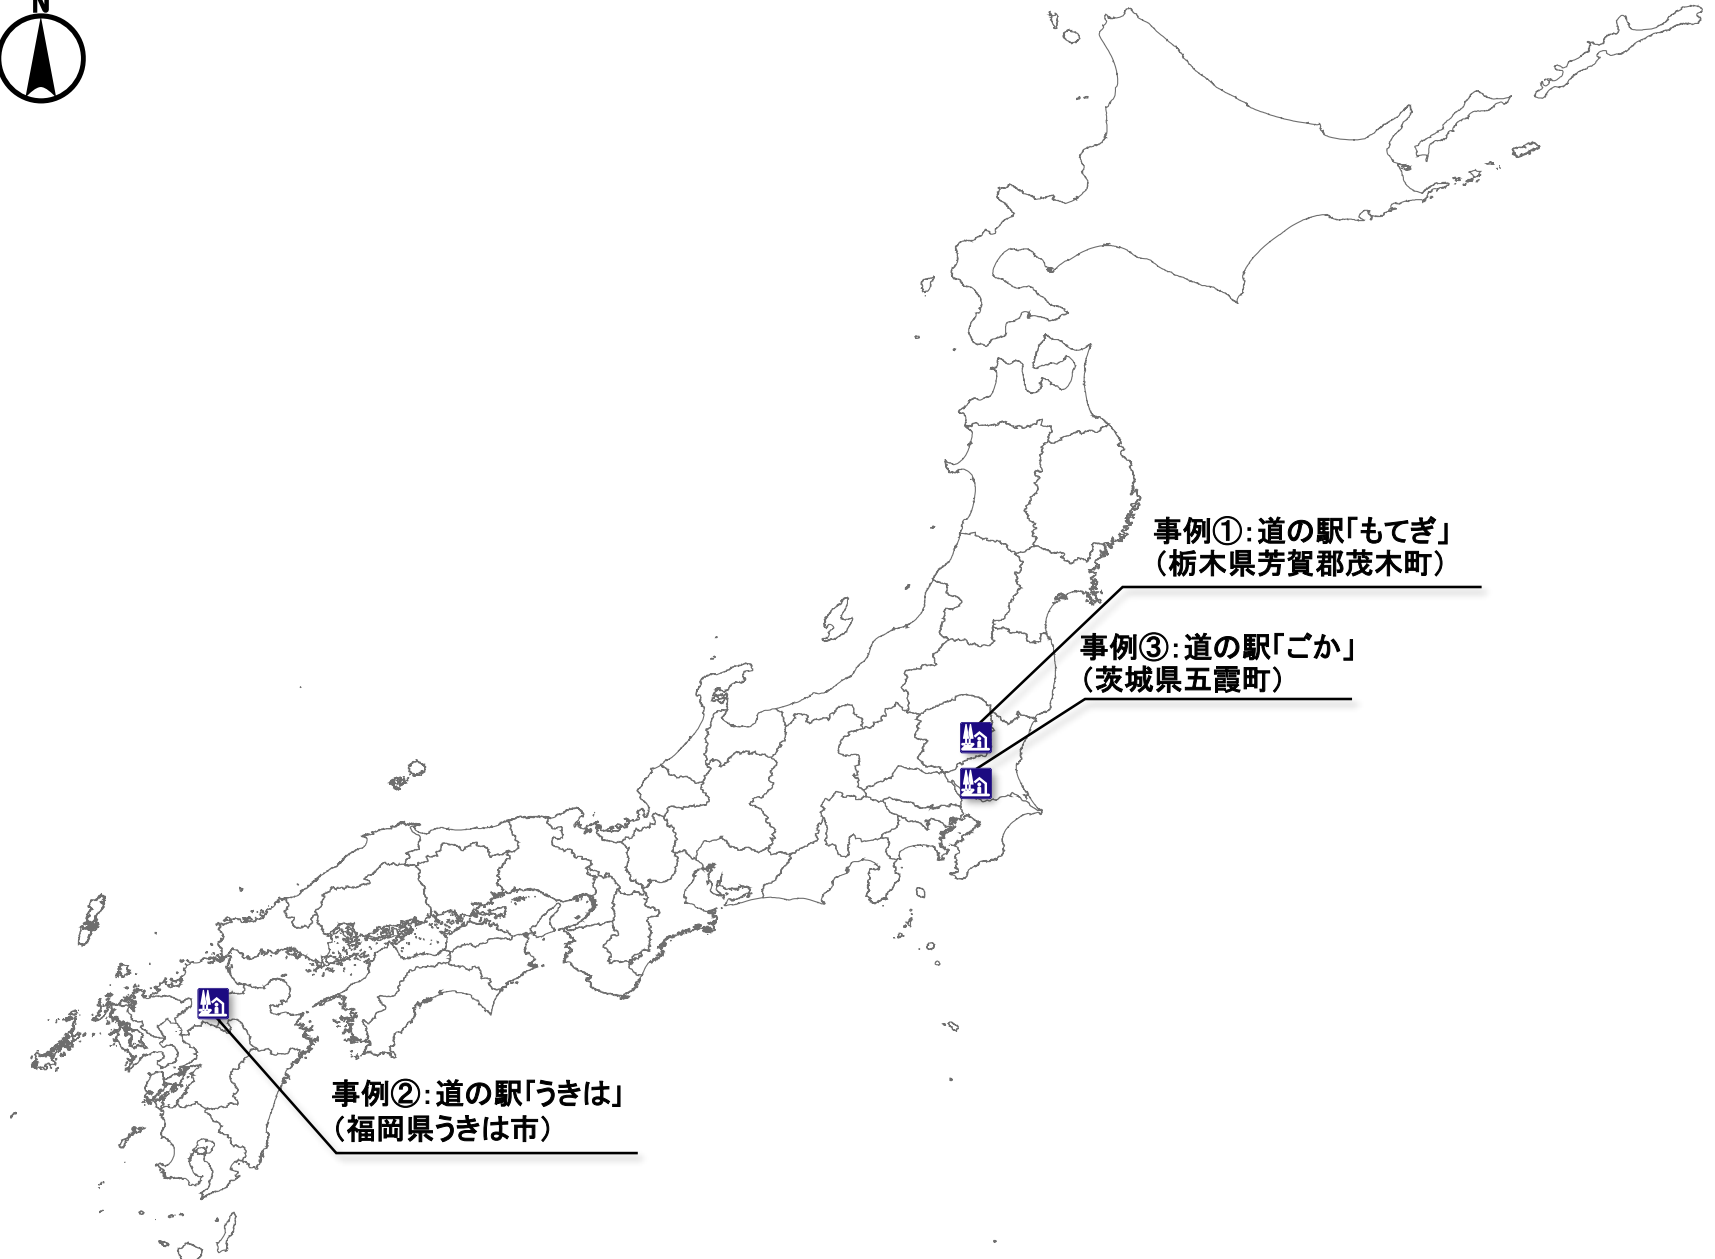 N
事例①：道の駅「もてぎ」
（栃木県芳賀郡茂木町）
事例③：道の駅「ごか」
（茨城県五霞町）
事例②：道の駅「うきは」
（福岡県うきは市）